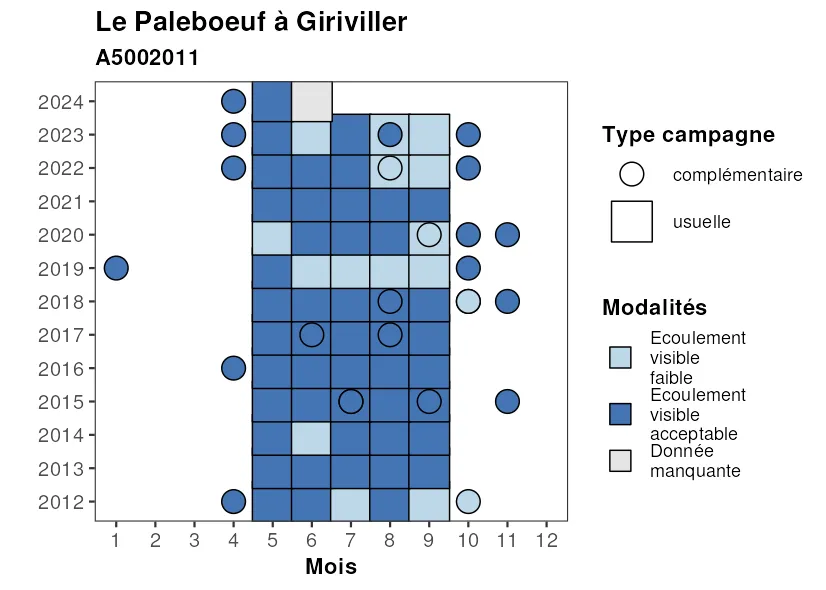 Le Paleboeuf à Giriviller
A5002011
2024
2023
2022
2021
2020
2019
2018
2017
2016
2015
2014
2013
2012
1 2 3 4 5 6 7 8 9 10 11 12
Mois
Type campagne
complémentaire
usuelle
Modalités
Ecoulement
visible
faible
Ecoulement
visible
acceptable
Donnée
manquante